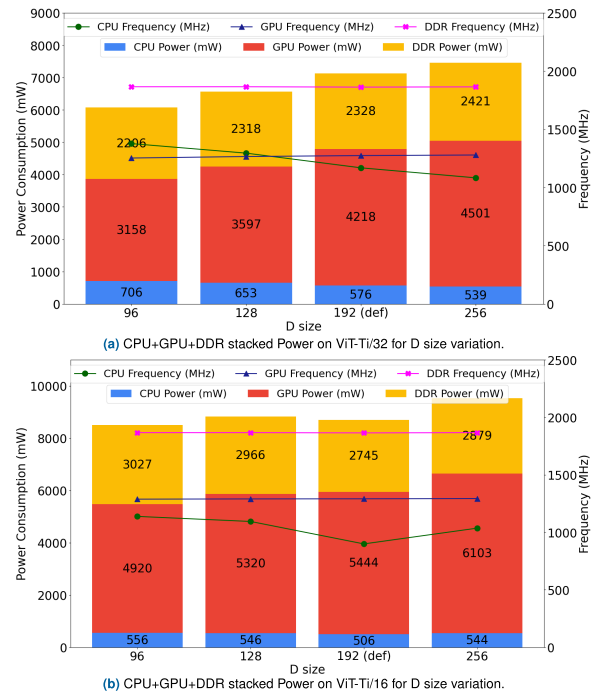 CPU Frequency (MHz) GPU Frequency (MHz) DDR Frequency (MHz)
CPU Power (mW) GPU Power (mW) DDR Power (mW)
Power Consumption (mW)
9000
8000
7000
6000
5000
4000
3000
2000
1000
0
2206 2318 2328 2421
3158 3597 4218 4501
706 653 576 539
96 128 192 (def) 256
D size
2500
2000
1500
1000
500
0
Frequency (MHz)
(a) CPU+GPU+DDR stacked Power on ViT-Ti/32 for D size variation.
CPU Frequency (MHz) GPU Frequency (MHz) DDR Frequency (MHz)
CPU Power (mW) GPU Power (mW) DDR Power (mW)
Power Consumption (mW)
10000
8000
6000
4000
2000
0
3027 2966 2745 2879
4920 5320 5444 6103
556 546 506 544
96 128 192 (def) 256
D size
2500
2000
1500
1000
500
0
Frequency (MHz)
(b) CPU+GPU+DDR stacked Power on ViT-Ti/16 for D size variation.